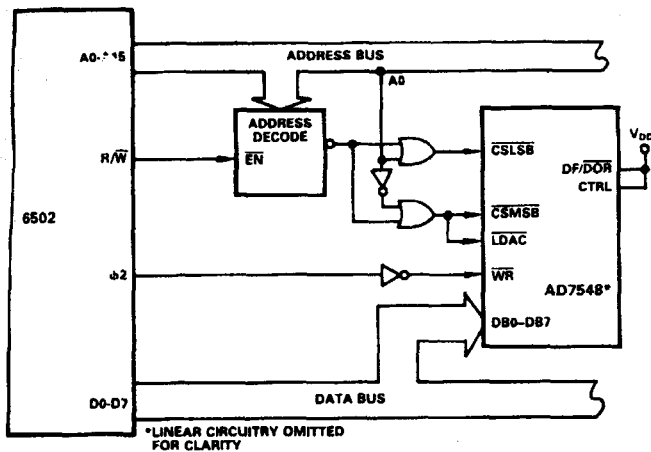 A0-A15
ADDRESS BUS
A0
ADDRESS
DECODE
EN
R/W
6502
ϕ2
D0-D7
DATA BUS
CSLSB
CSMSB
LDAC
WR
DB0–DB7
AD7548*
DF/DOR
CTRL
VDD
*LINEAR CIRCUITRY OMITTED
FOR CLARITY